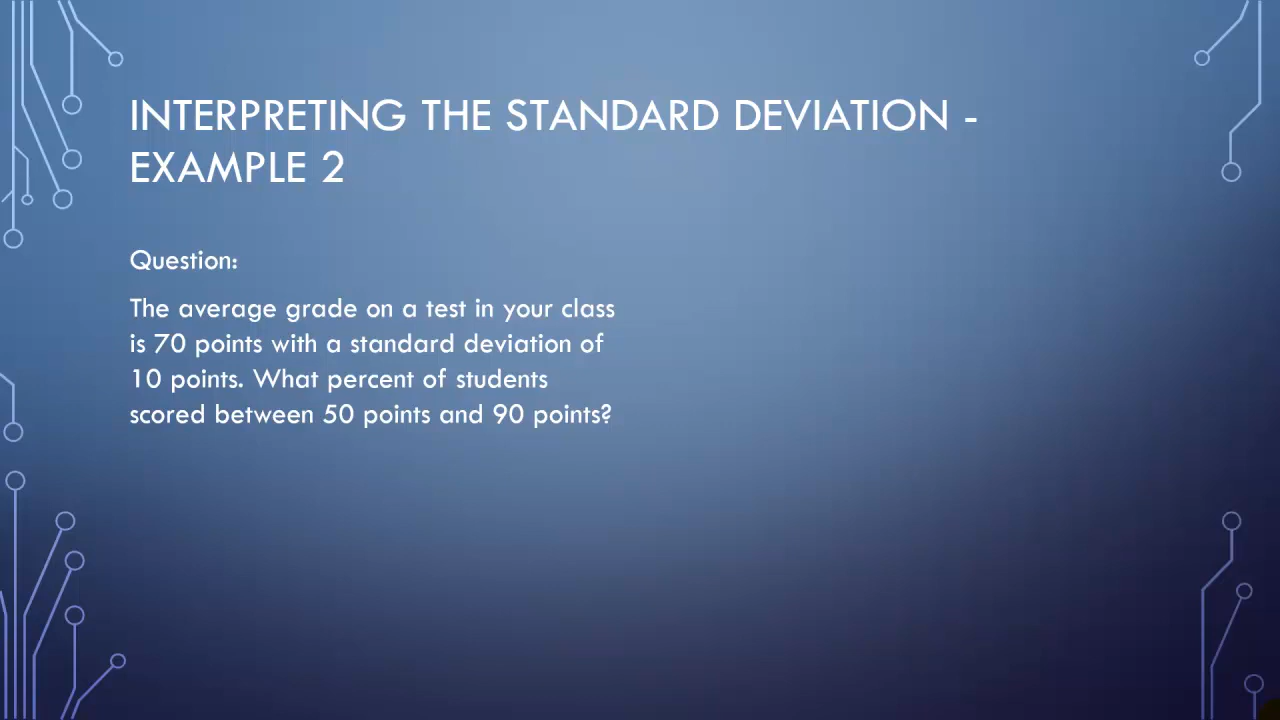 INTERPRETING THE STANDARD DEVIATION -
EXAMPLE 2
Question:
The average grade on a test in your class
is 70 points with a standard deviation of
10 points. What percent of students
scored between 50 points and 90 points?